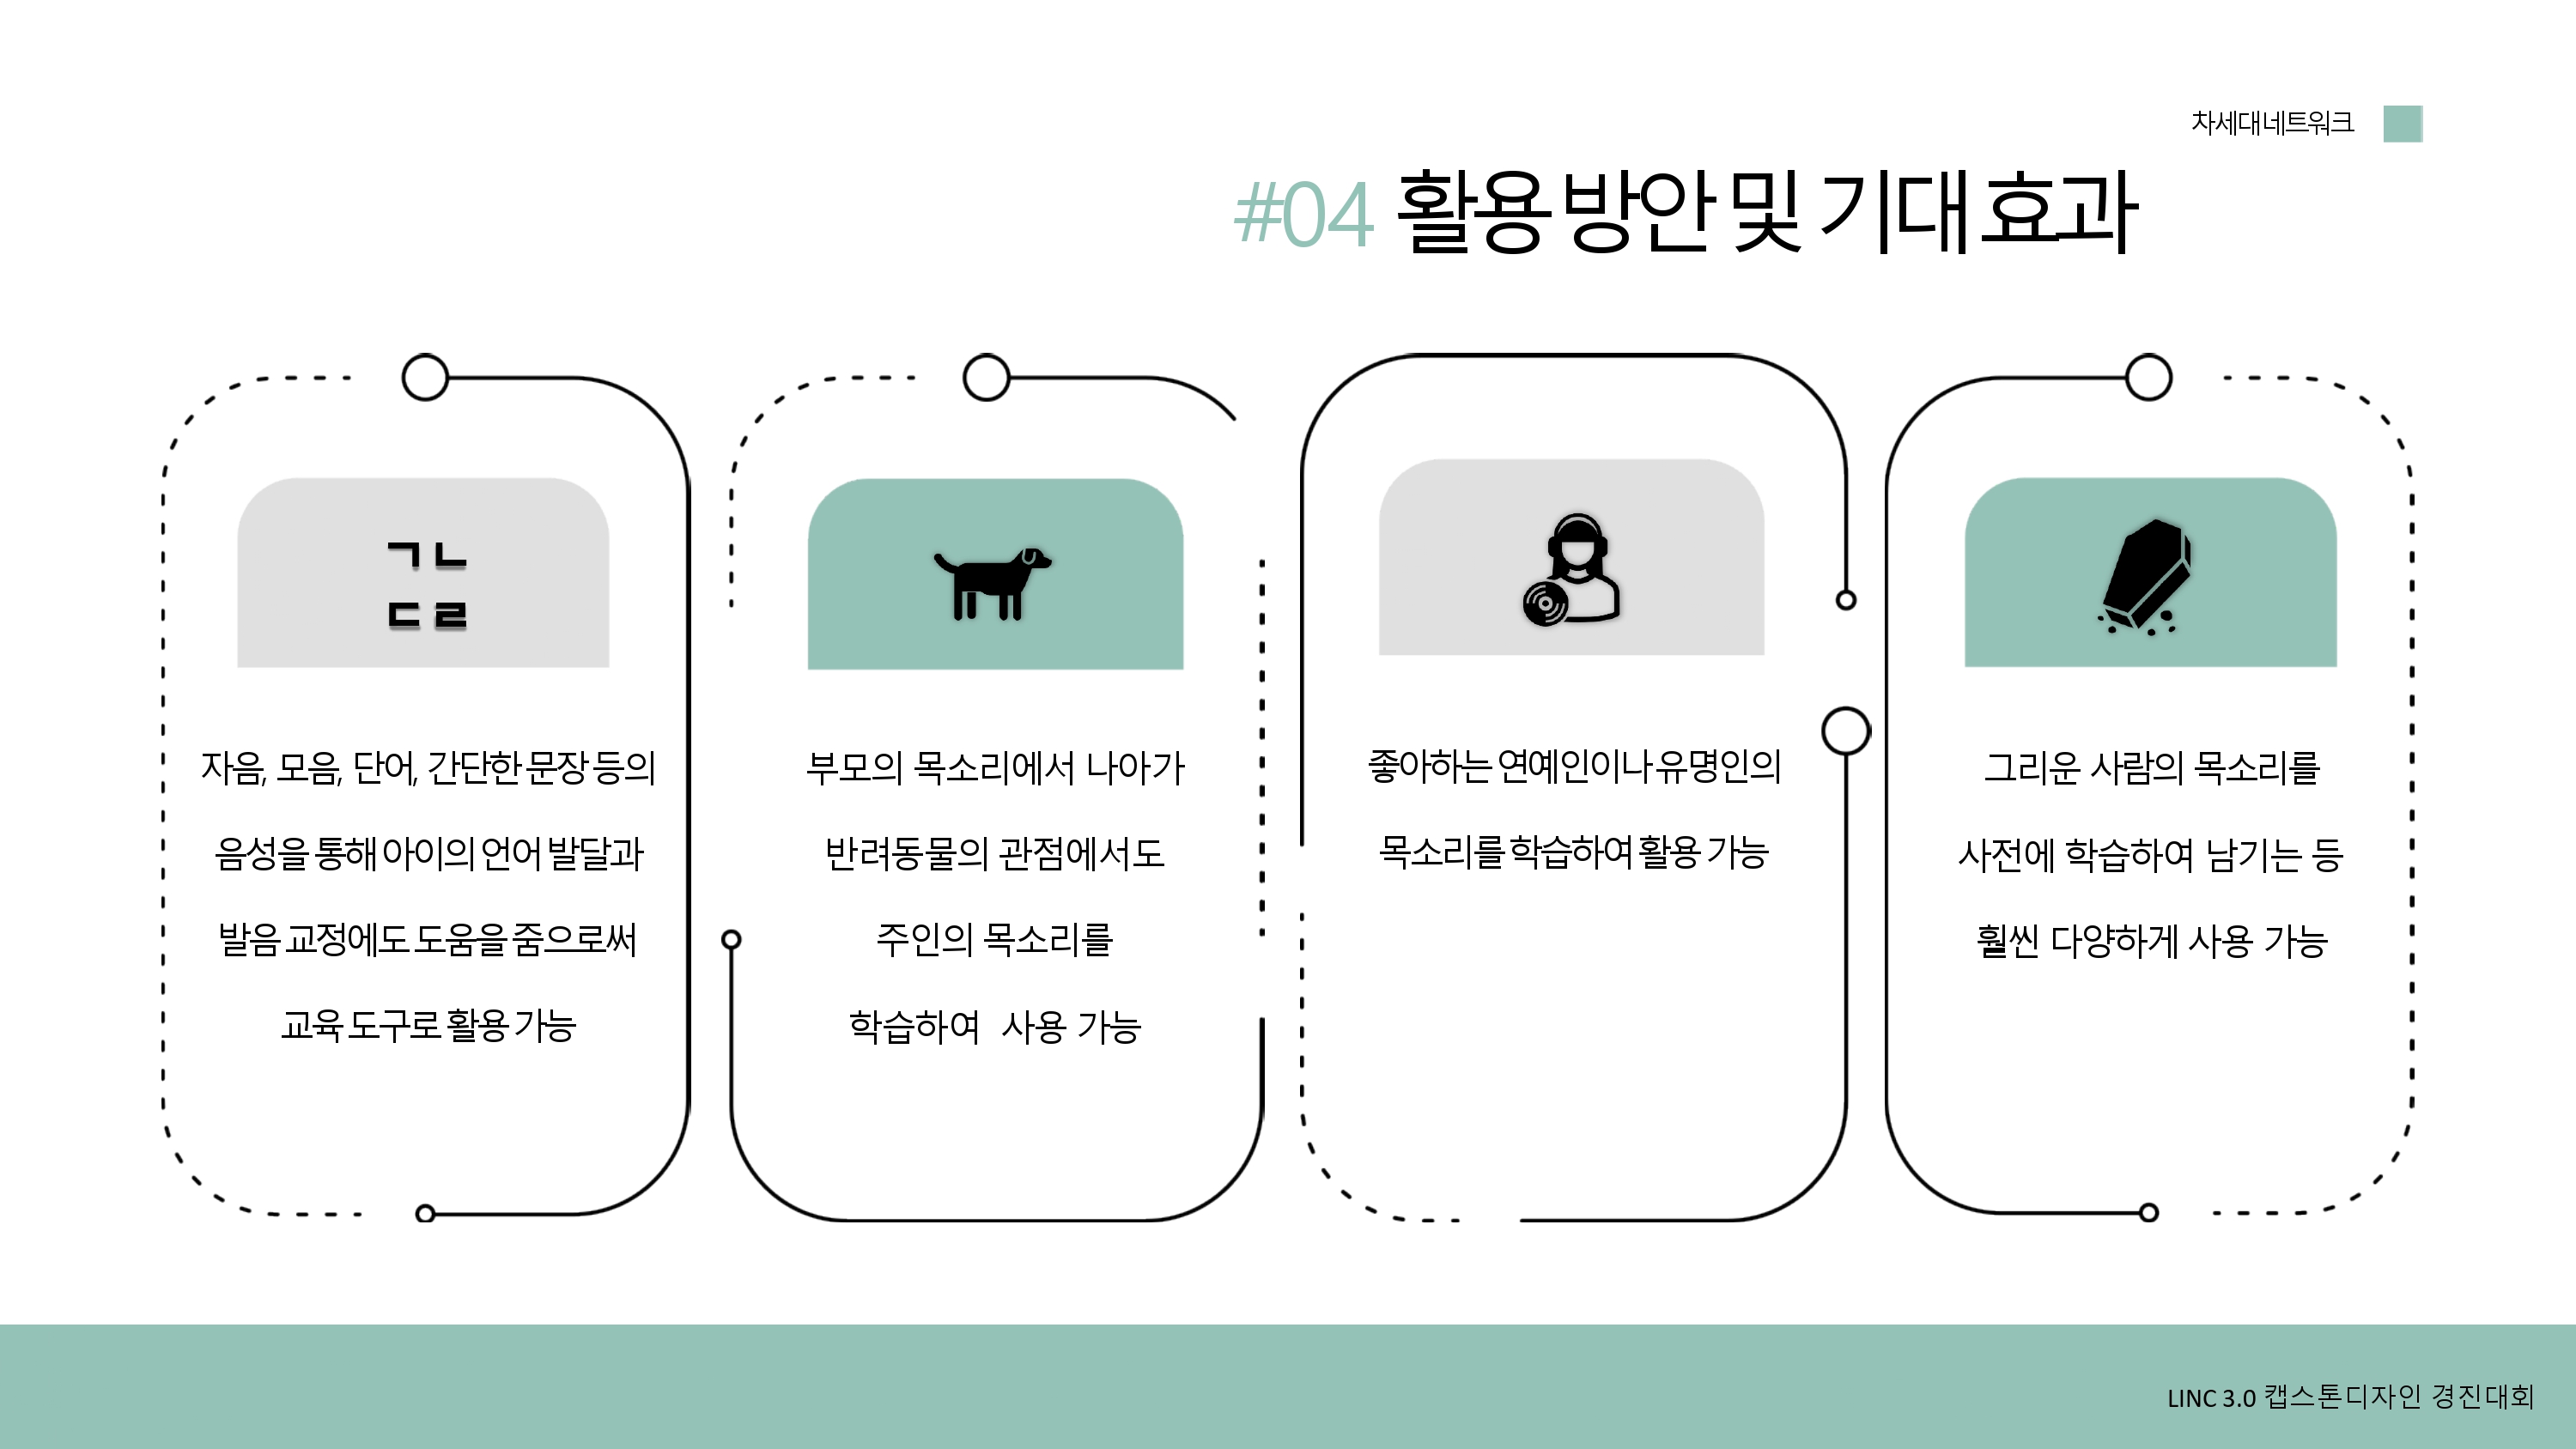 차세대네트워크
#04 활용 방안 및 기대 효과
ㄱㄴ
ㄷㄹ
자음, 모음, 단어, 간단한 문장 등의
음성을 통해 아이의 언어 발달과
발음 교정에도 도움을 줌으로써
교육 도구로 활용 가능
부모의 목소리에서 나아가
반려동물의 관점에서도
주인의 목소리를
학습하여 사용 가능
좋아하는 연예인이나 유명인의
목소리를 학습하여 활용 가능
그리운 사람의 목소리를
사전에 학습하여 남기는 등
훨씬 다양하게 사용 가능
LINC 3.0 캡스톤디자인 경진대회